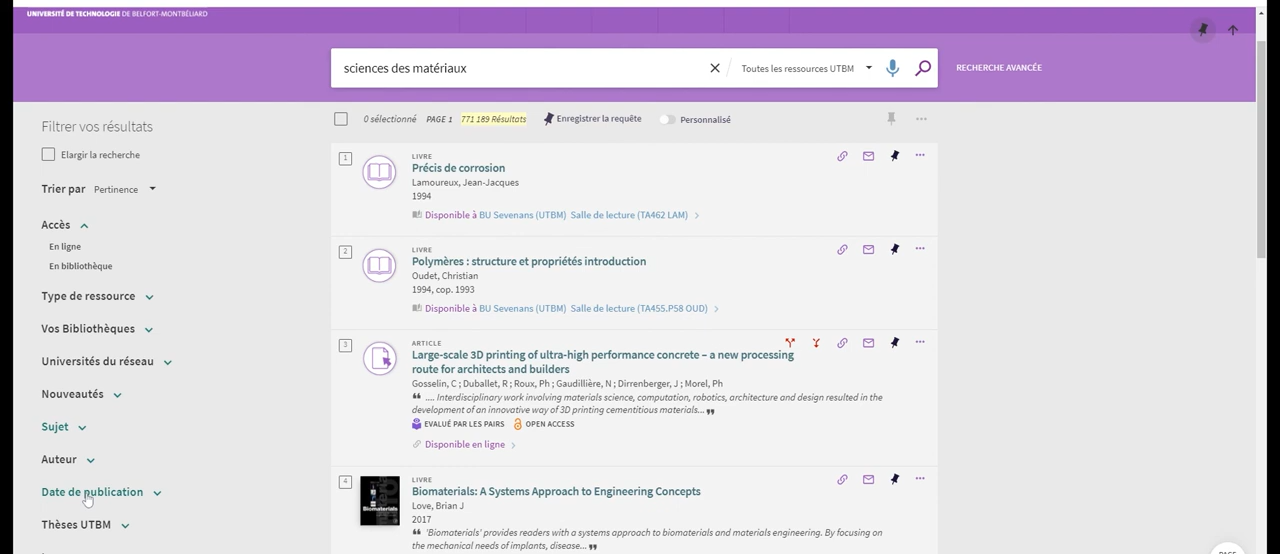 UNIVERSITÉ DE TECHNOLOGIE DE BELFORT-MONTBÉLIARD
sciences des matériaux
Toutes les ressources UTBM
RECHERCHE AVANCÉE
Filtrer vos résultats
Elargir la recherche
Trier par Pertinence
Accès
En ligne
En bibliothèque
Type de ressource
Vos Bibliothèques
Universités du réseau
Nouveautés
Sujet
Auteur
Date de publication
Thèses UTBM
0 sélectionné PAGE 1 771 189 Résultats Enregistrer la requête Personnalisé
1
LIVRE
Précis de corrosion
Lamoureux, Jean-Jacques
1994
Disponible à BU Sevenans (UTBM) Salle de lecture (TA462 LAM)
2
LIVRE
Polymères : structure et propriétés introduction
Oudet, Christian
1994, cop. 1993
Disponible à BU Sevenans (UTBM) Salle de lecture (TA455.P58 OUD)
3
ARTICLE
Large-scale 3D printing of ultra-high performance concrete – a new processing
route for architects and builders
Gosselin, C ; Duballet, R ; Roux, Ph ; Gaudillière, N ; Dirrenberger, J ; Morel, Ph
❝ .... Interdisciplinary work involving materials science, computation, robotics, architecture and design resulted in the
development of an innovative way of 3D printing cementitious materials... ❞
EVALUÉ PAR LES PAIRS OPEN ACCESS
Disponible en ligne
4
Biomaterials
LIVRE
Biomaterials: A Systems Approach to Engineering Concepts
Love, Brian J
2017
❝ 'Biomaterials' provides readers with a systems approach to biomaterials and materials engineering. By focusing on
the mechanical needs of implants, disease... ❞